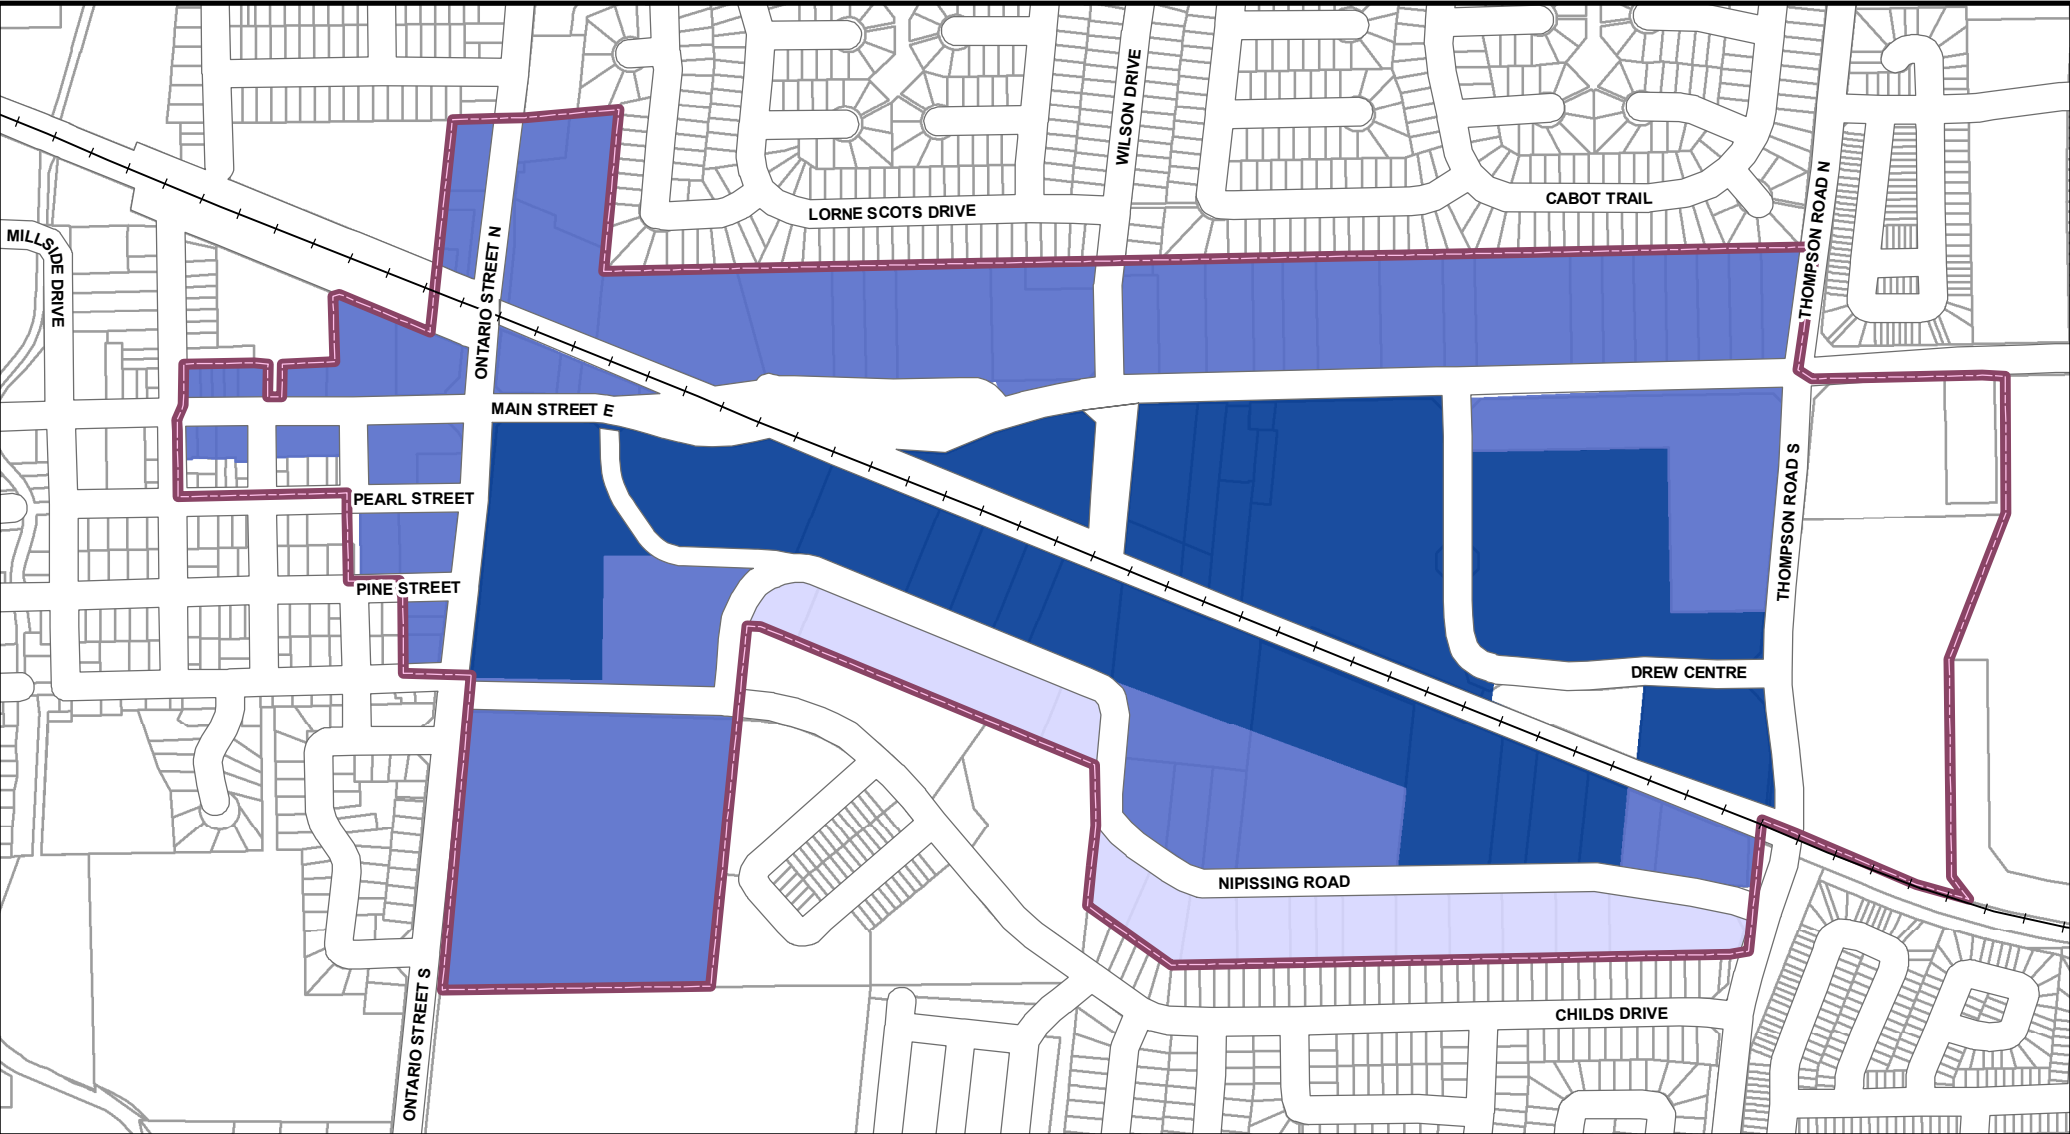 WILSON DRIVE
CABOT TRAIL
LORNE SCOTS DRIVE
THOMPSON ROAD N
MILLSIDE DRIVE
ONTARIO STREET N
MAIN STREET E
PEARL STREET
THOMPSON ROAD S
PINE STREET
DREW CENTRE
NIPISSING ROAD
ONTARIO STREET S
CHILDS DRIVE